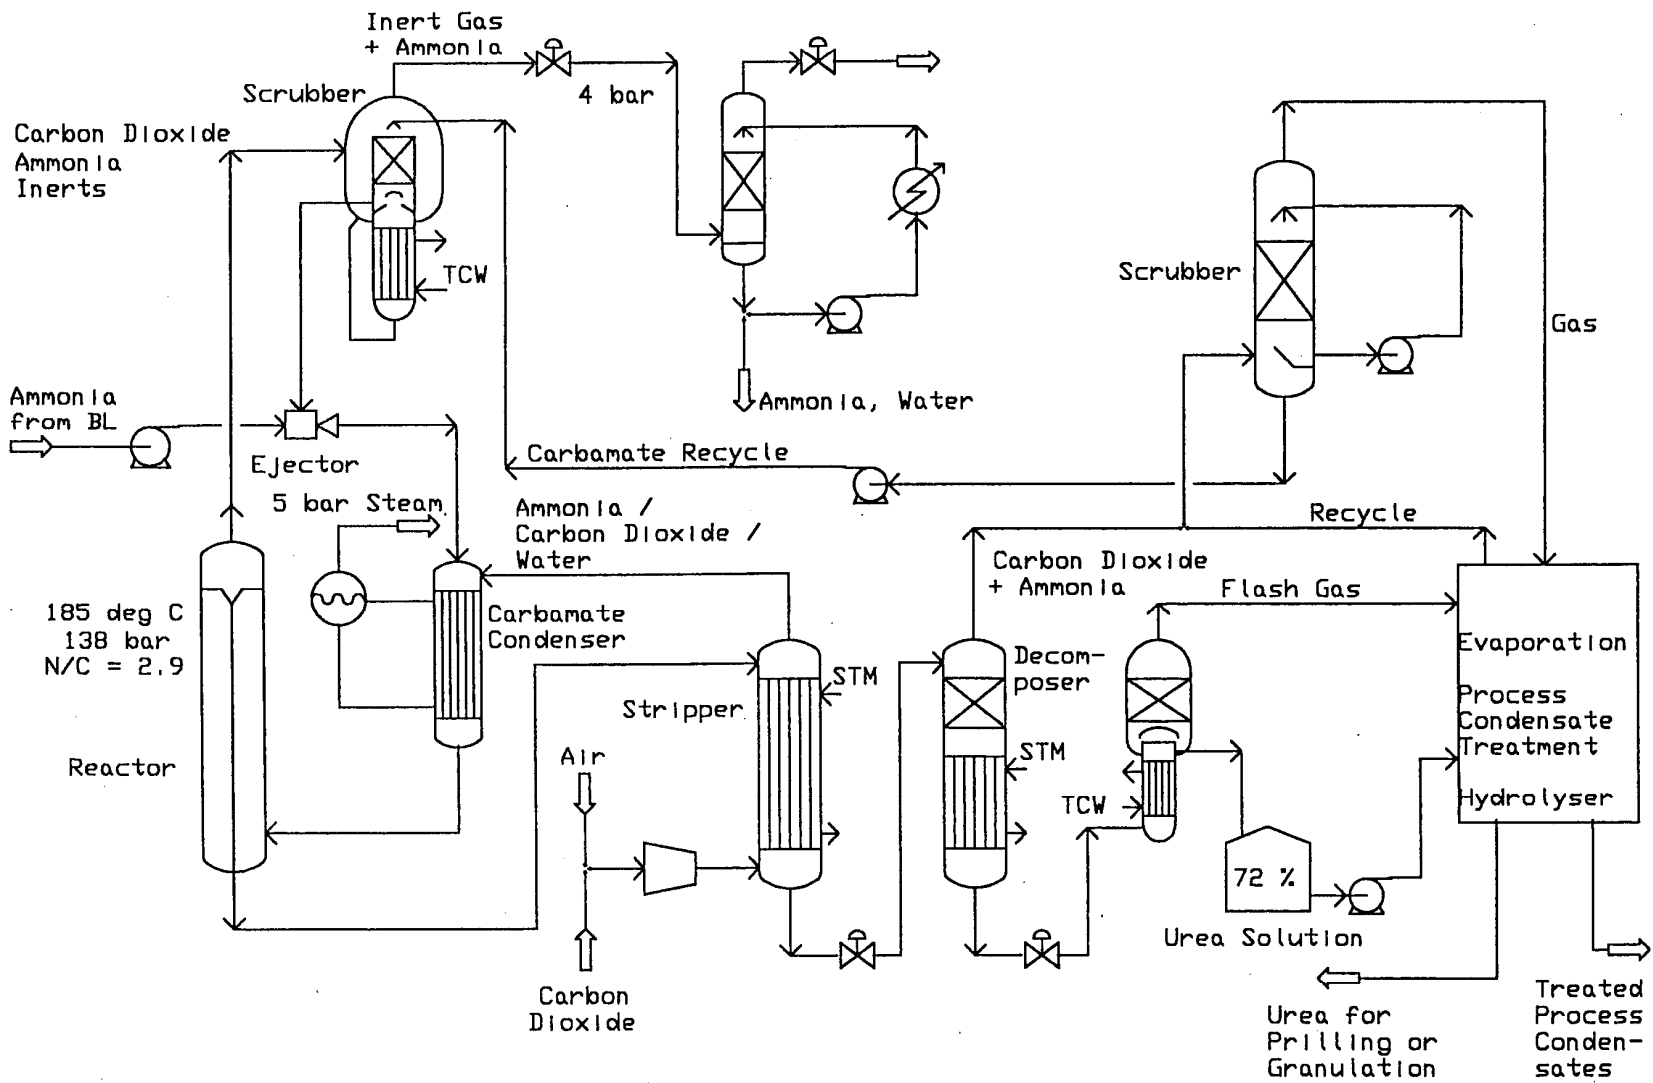 Inert Gas
+ Ammonia
Scrubber
4 bar
Carbon Dioxide
Ammonia
Inerts
TCW
Scrubber
Gas
Ammonia
from BL
Ammonia, Water
Ejector
Carbamate Recycle
5 bar Steam
Ammonia /
Carbon Dioxide /
Water
Recycle
Carbon Dioxide
+ Ammonia
Flash Gas
185 deg C
138 bar
N/C = 2.9
Carbamate
Condenser
Evaporation
Process
Condensate
Treatment
Hydrolyser
Decom-
poser
STM
Stripper
STM
Air
Reactor
TCW
72 %
Urea Solution
Carbon
Dioxide
Urea for
Prilling or
Granulation
Treated
Process
Conden-
sates